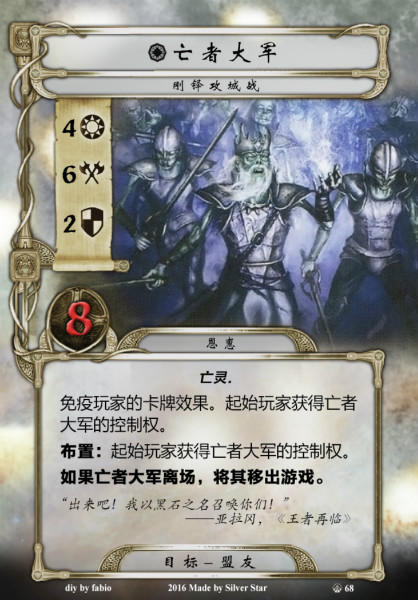 亡者大军
刚铎攻城战
4
6
2
8
恩惠
亡灵.
免疫玩家的卡牌效果。起始玩家获得亡者
大军的控制权。
布置：起始玩家获得亡者大军的控制权。
如果亡者大军离场，将其移出游戏。
“出来吧！我以黑石之名召唤你们！”
——亚拉冈，《王者再临》
目标－盟友
diy by fabio 2016 Made by Silver Star 68